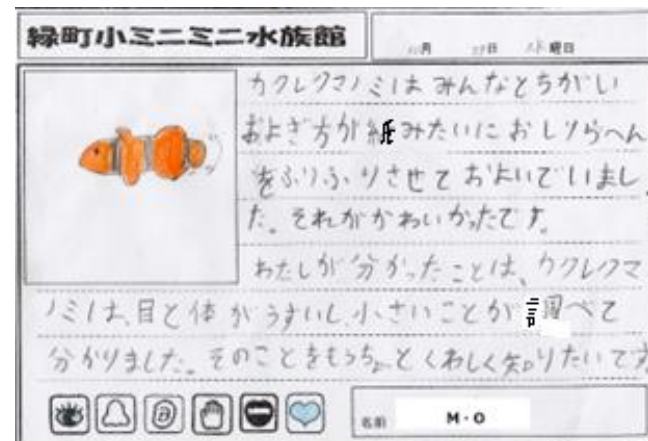 緑町小ミニミニ水族館
月 日 曜日
カクレクマノミはみんなとちがい
およぎ方が紙みたいにおしりらへん
をふりふりさせておよいでいまし
た。それがかわいかったです。
わたしが分かったことは、カクレクマ
ノミは、目と体がうすいし、小さいことが調べて
分かりました。そのことをもうちょっとくわしく知りたいです
名前 M・O